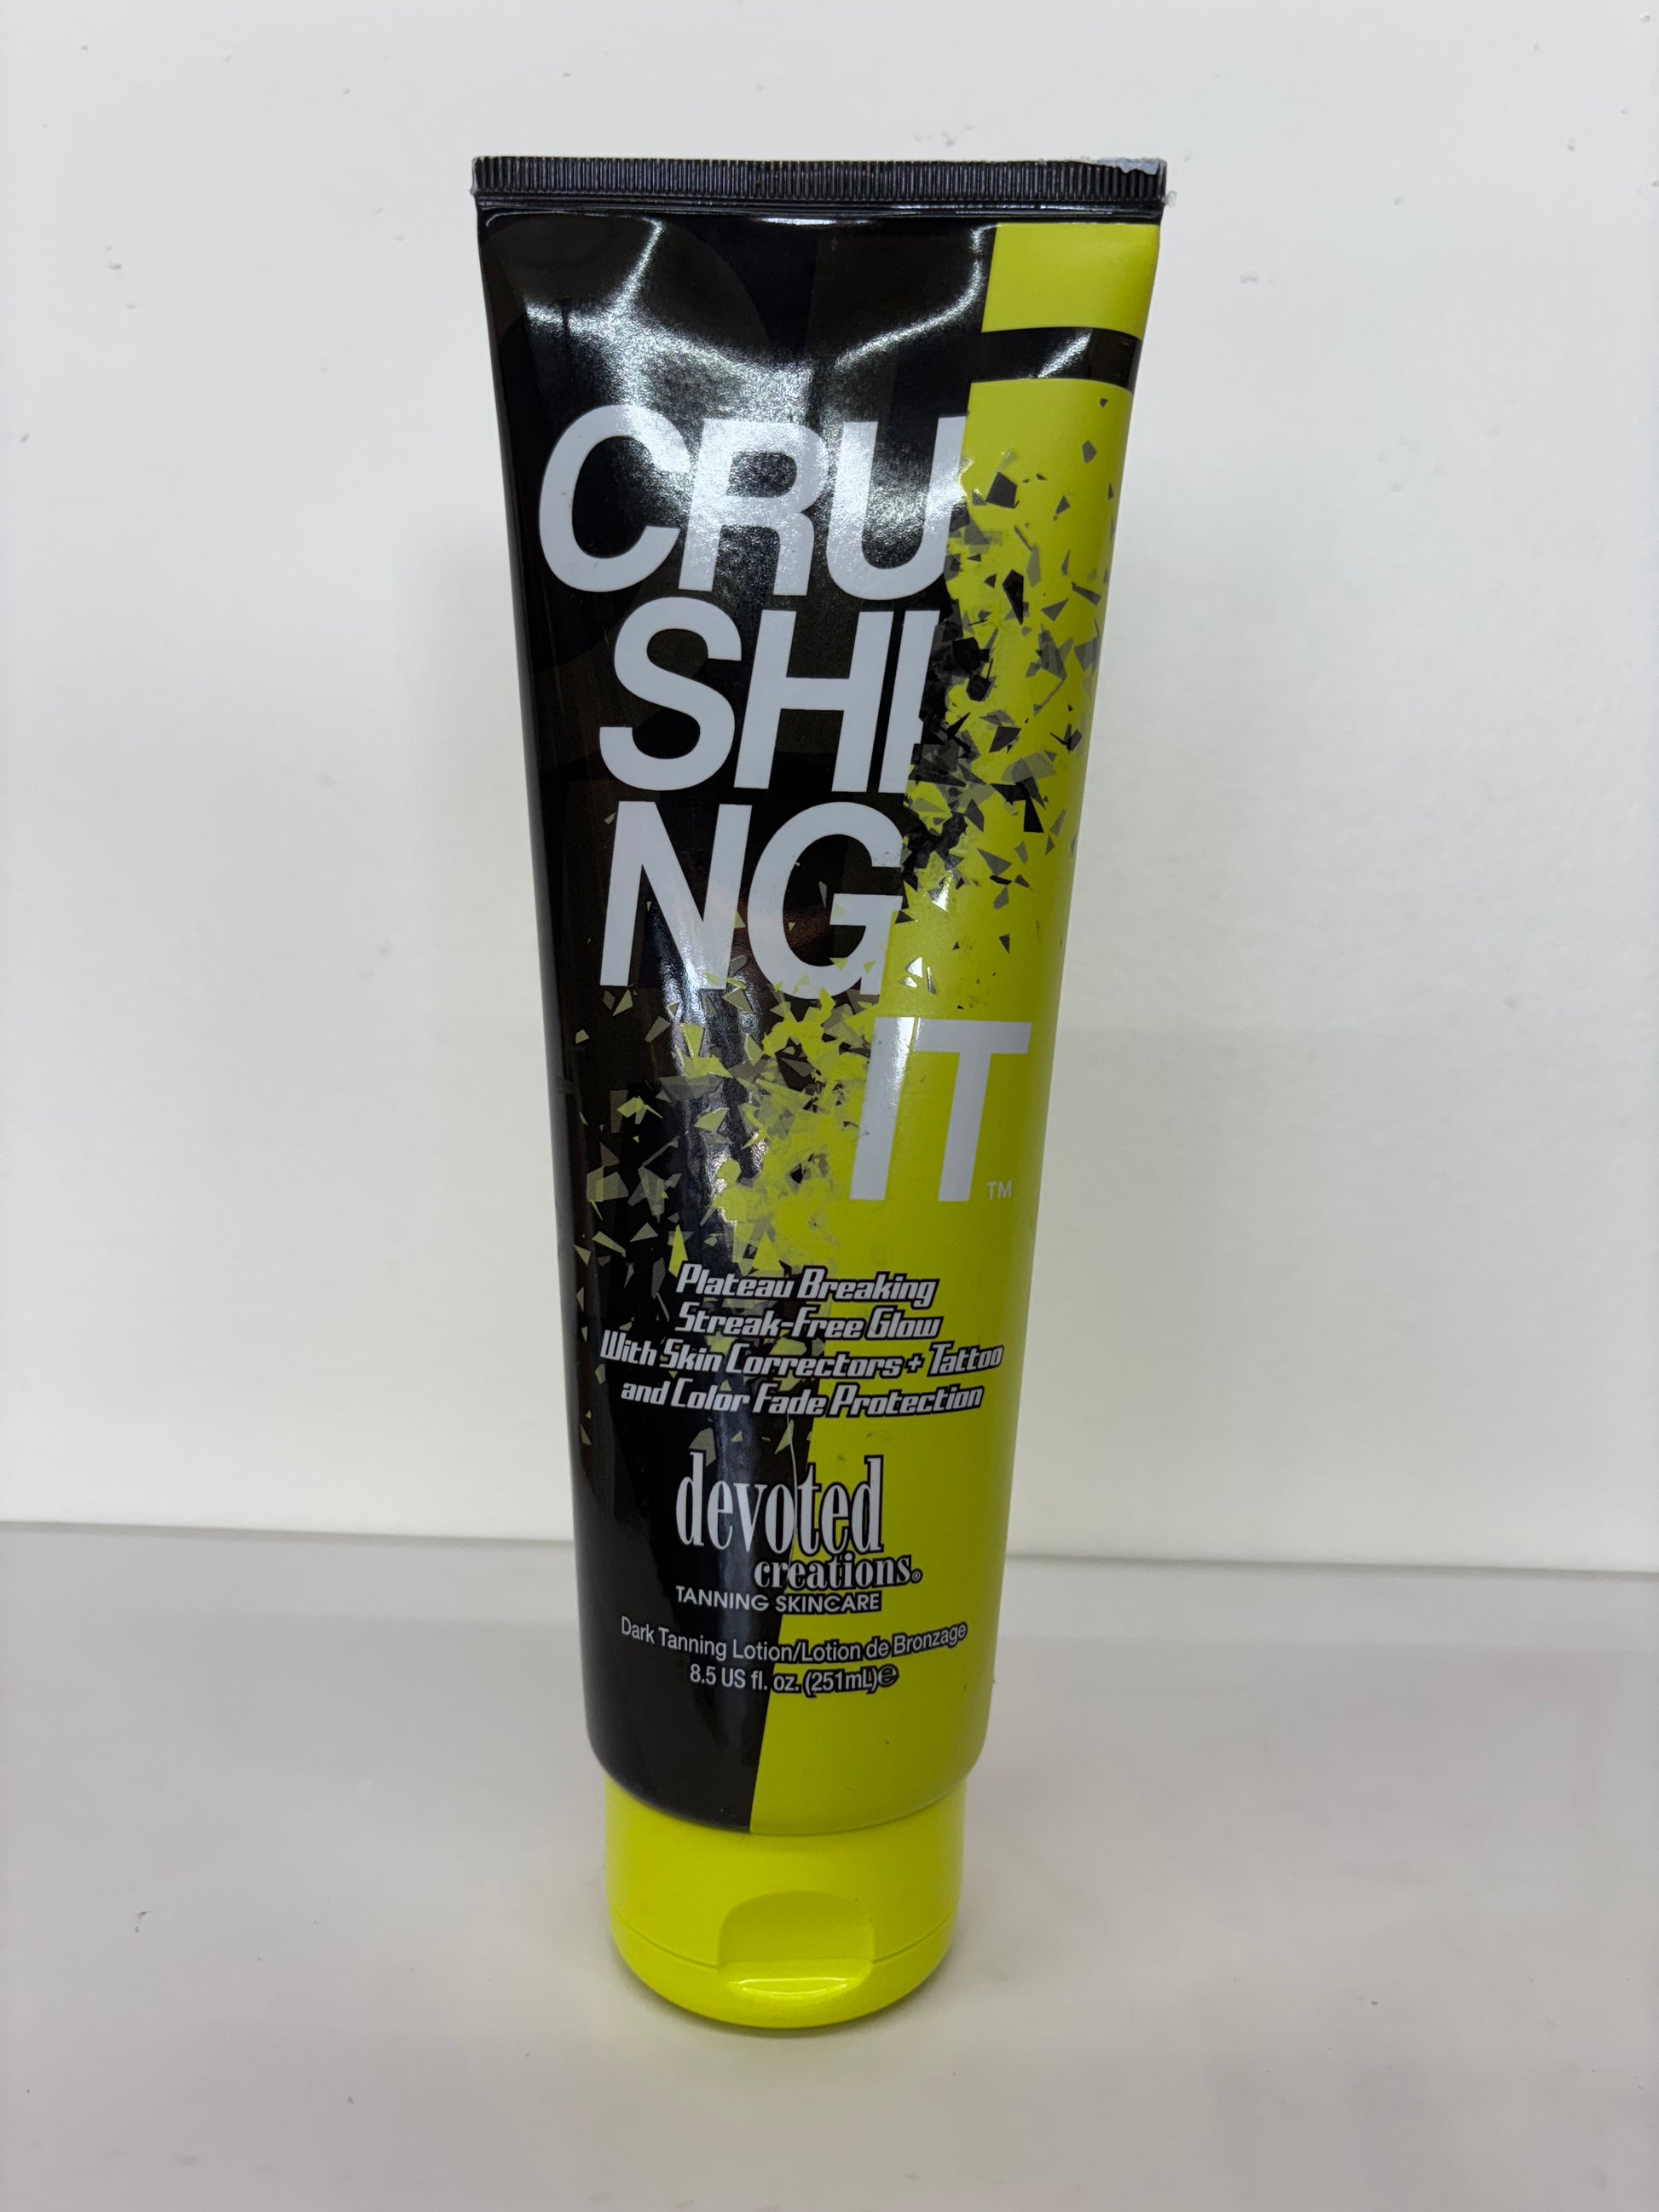 CRU
SHI
NG
IT™
Plateau Breaking
Streak-Free Glow
With Skin Correctors + Tattoo
and Color Fade Protection
devoted
creations®
TANNING SKINCARE
Dark Tanning Lotion/Lotion de Bronzage
8.5 US fl. oz. (251mL)℮